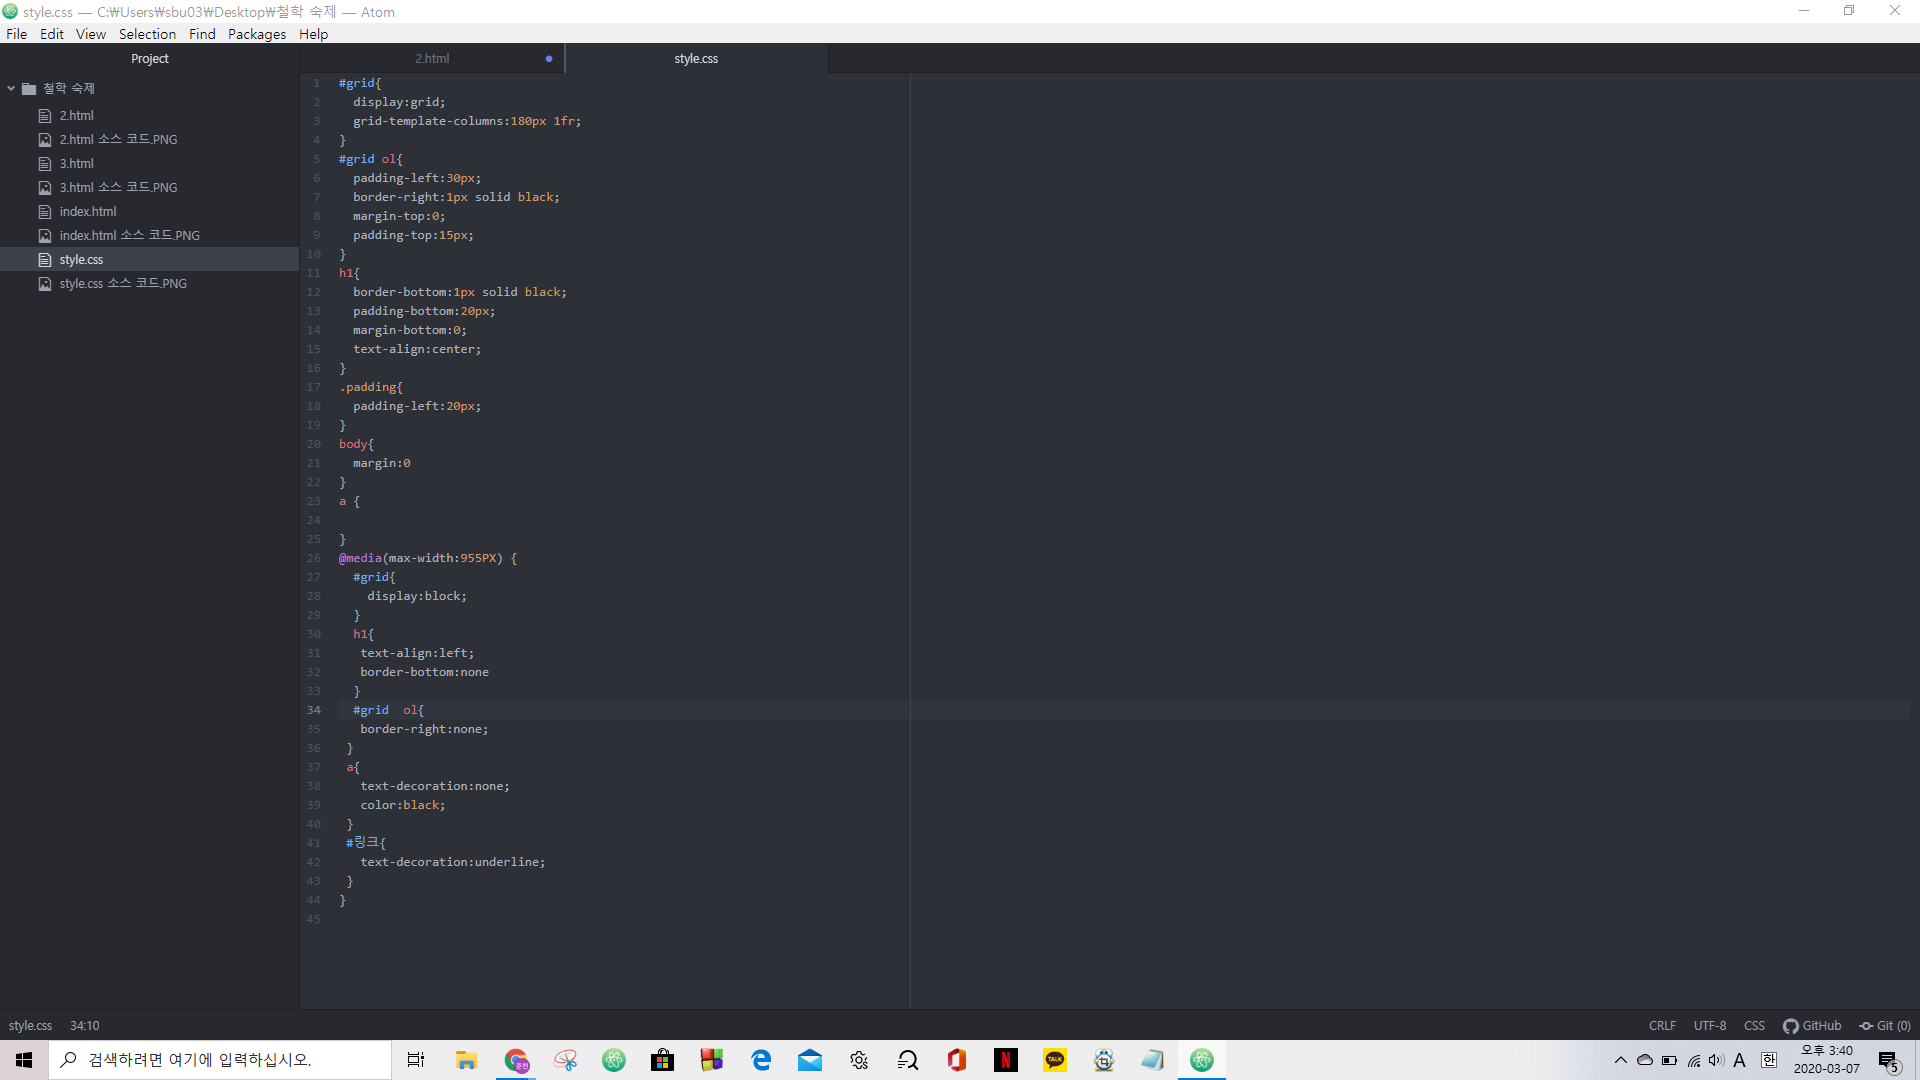 style.css — C:₩Users₩sbu03₩Desktop₩철학 숙제 — Atom
File Edit View Selection Find Packages Help
Project
철학 숙제
2.html
2.html 소스 코드.PNG
3.html
3.html 소스 코드.PNG
index.html
index.html 소스 코드.PNG
style.css
style.css 소스 코드.PNG
2.html style.css
1 #grid{
2   display:grid;
3   grid-template-columns:180px 1fr;
4 }
5 #grid ol{
6   padding-left:30px;
7   border-right:1px solid black;
8   margin-top:0;
9   padding-top:15px;
10 }
11 h1{
12   border-bottom:1px solid black;
13   padding-bottom:20px;
14   margin-bottom:0;
15   text-align:center;
16 }
17 .padding{
18   padding-left:20px;
19 }
20 body{
21   margin:0
22 }
23 a {
24
25 }
26 @media(max-width:955PX) {
27   #grid{
28     display:block;
29   }
30   h1{
31    text-align:left;
32    border-bottom:none
33   }
34   #grid  ol{
35    border-right:none;
36  }
37  a{
38    text-decoration:none;
39    color:black;
40  }
41  #링크{
42    text-decoration:underline;
43  }
44 }
45
style.css 34:10
CRLF UTF-8 CSS GitHub Git (0)
검색하려면 여기에 입력하십시오.
준헌
N
TALK
A 한
오후 3:40
2020-03-07
5